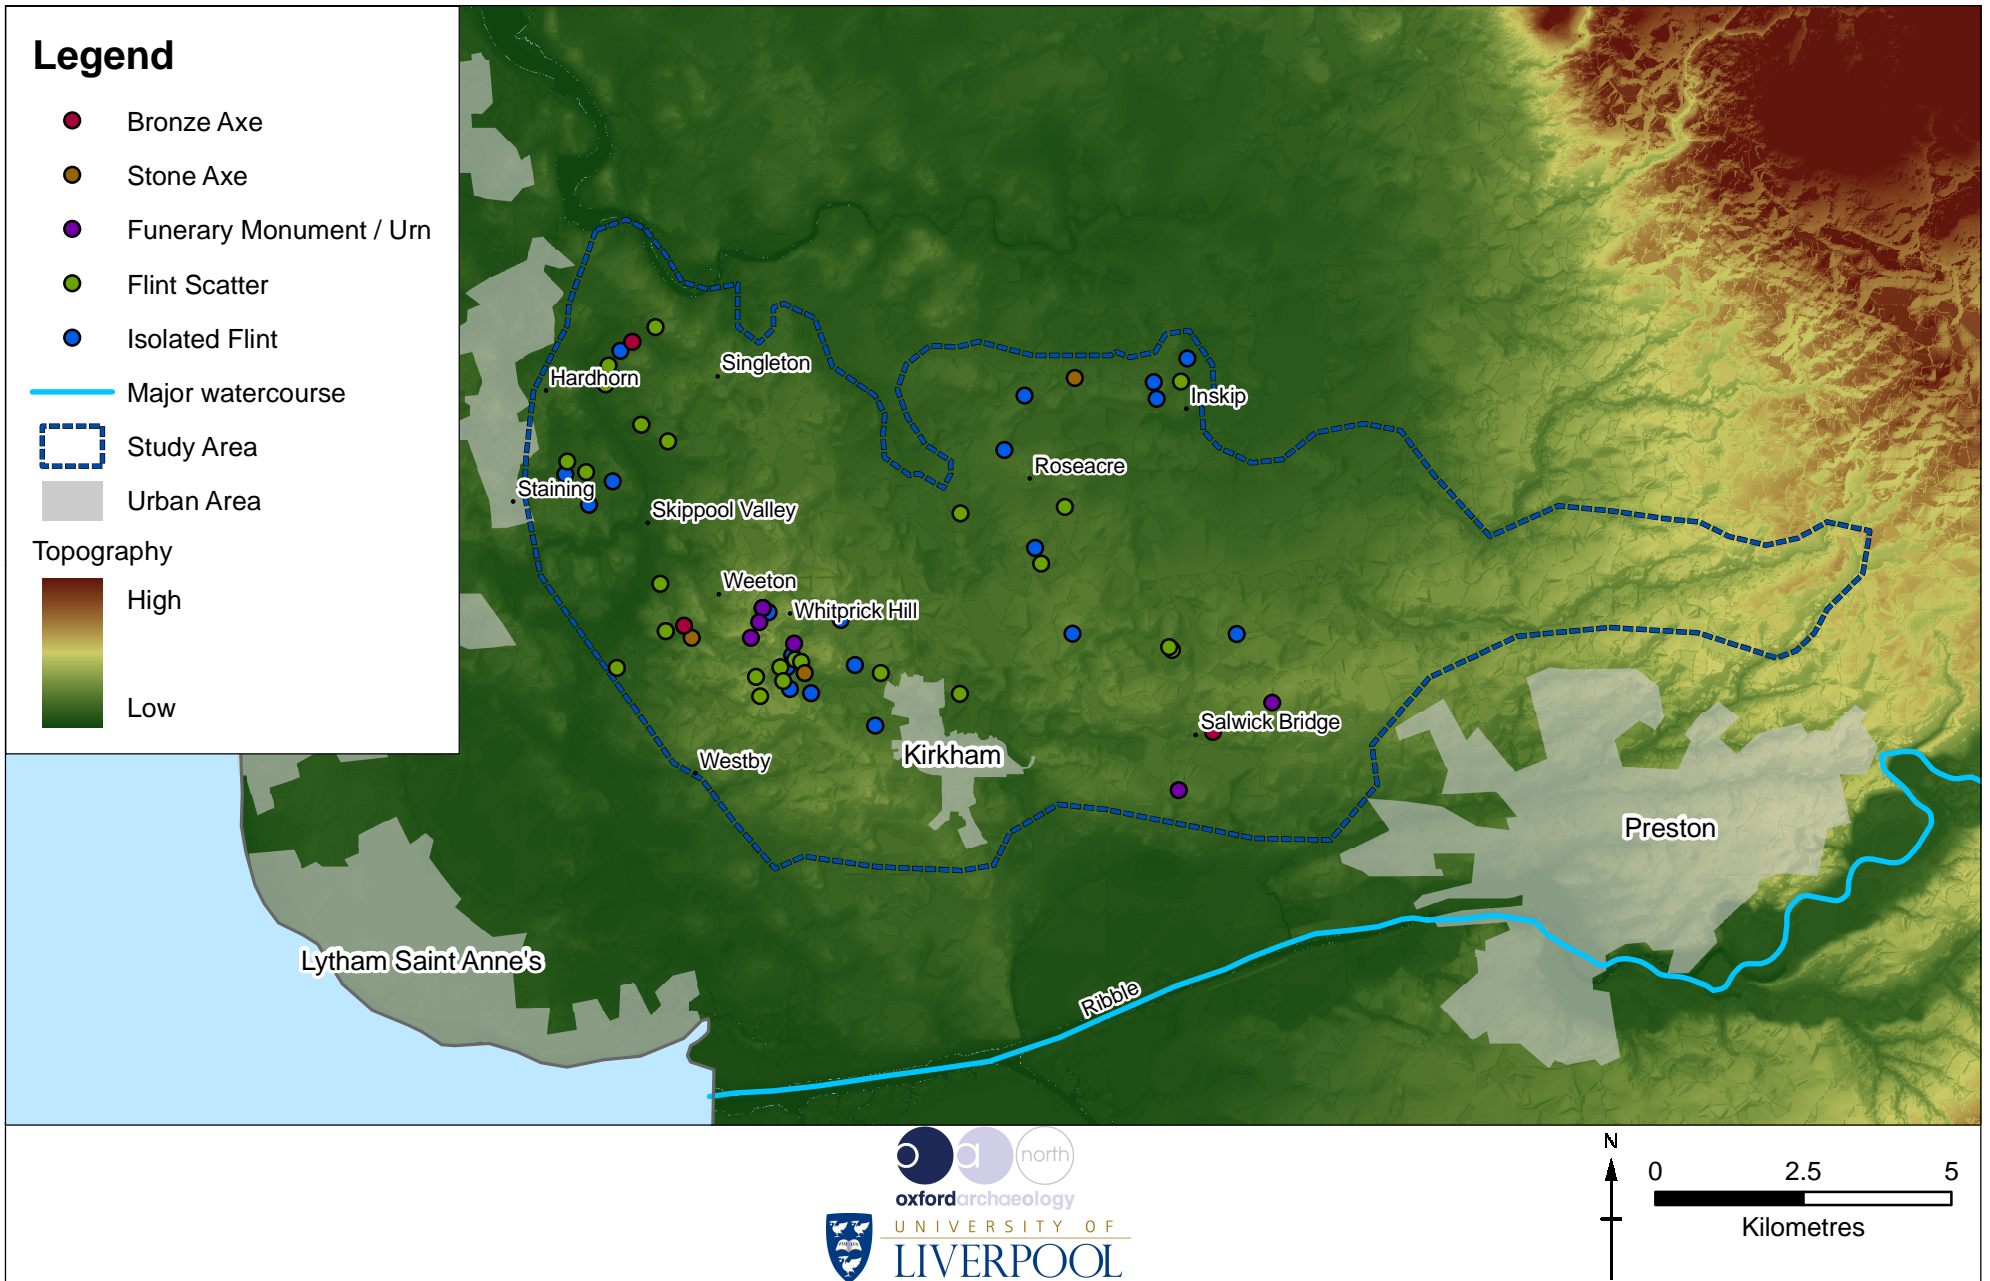 Legend
Bronze Axe
Stone Axe
Funerary Monument / Urn
Flint Scatter
Isolated Flint
Major watercourse
Study Area
Urban Area
Topography
High
Low
Singleton
Hardhorn
Inskip
Roseacre
Staining
Skippool Valley
Weeton
Whitprick Hill
Salwick Bridge
Kirkham
Westby
Preston
Lytham Saint Anne's
Ribble
oa north
oxfordarchaeology
UNIVERSITY OF
LIVERPOOL
N
0 2.5 5
Kilometres